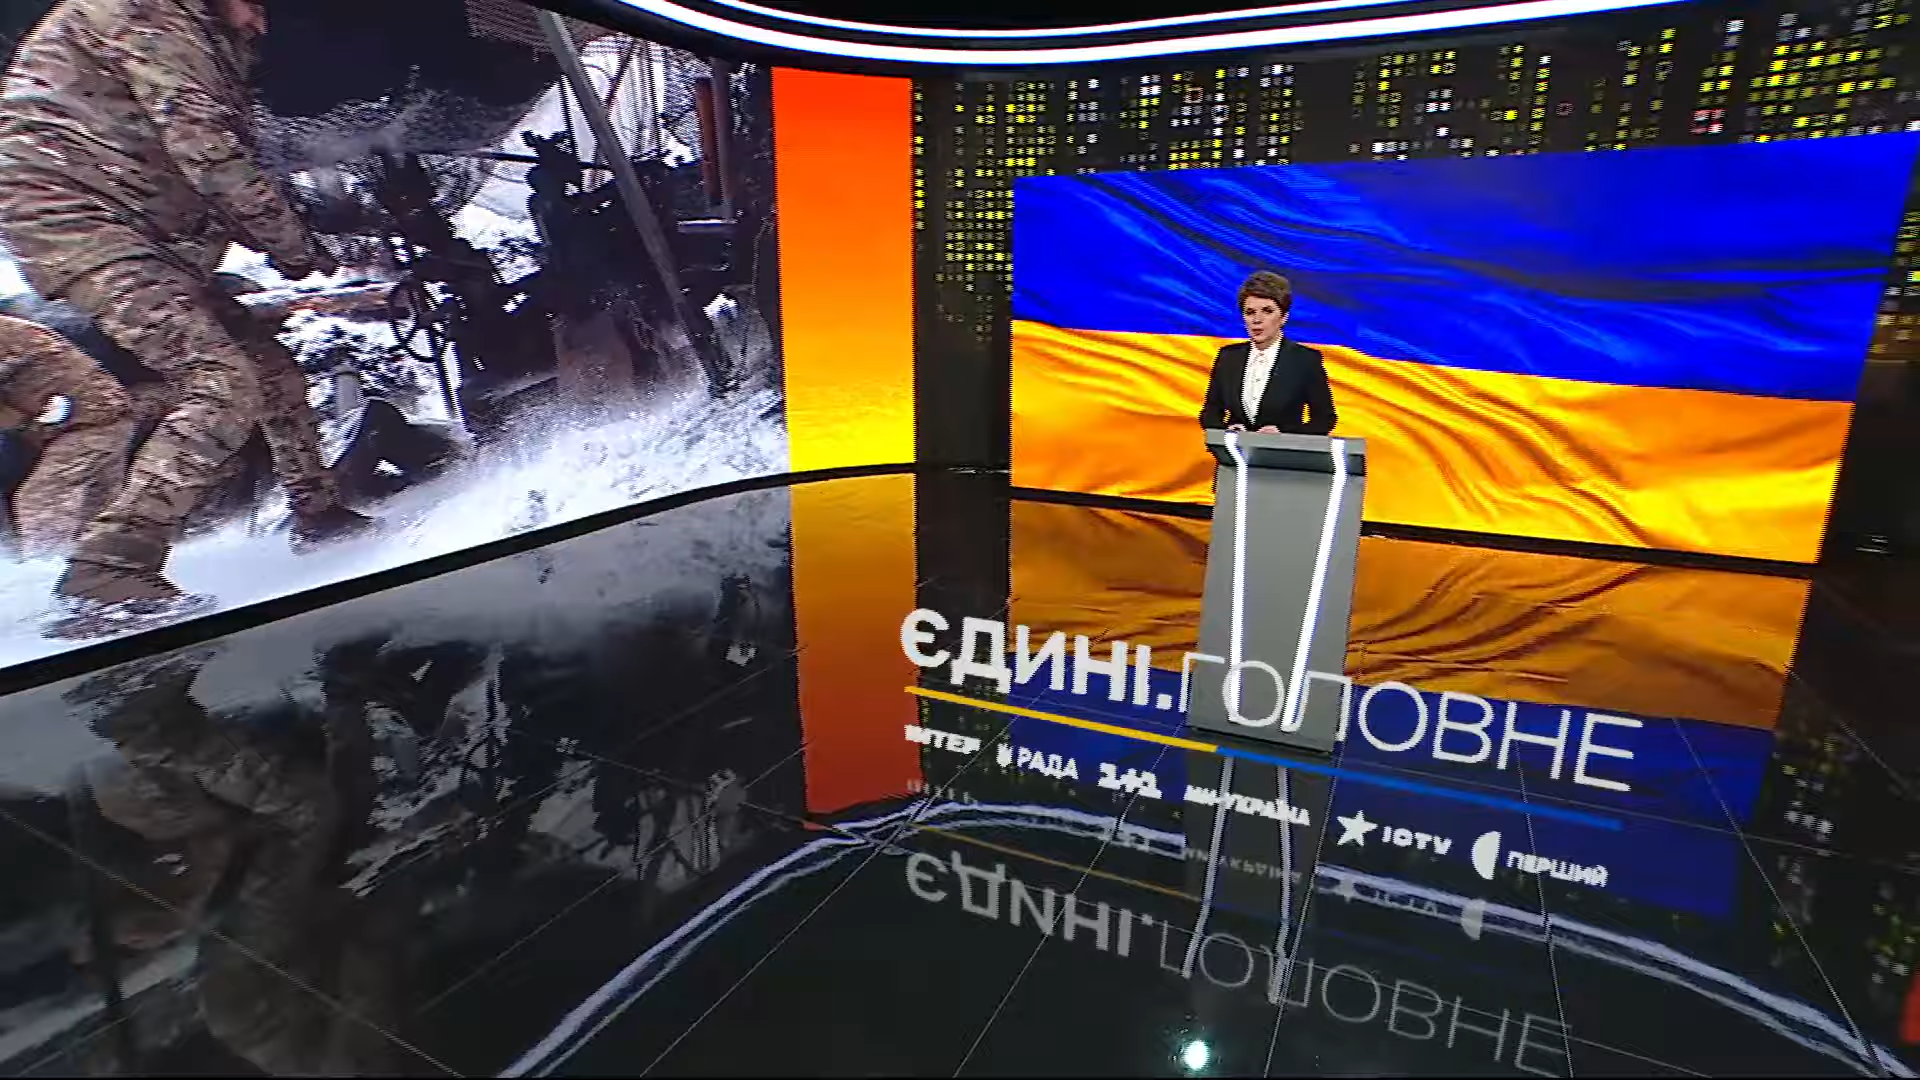 ЄДИНІ.ГОЛОВНЕ
ІНТЕР РАДА 1+1 МИ-УКРАЇНА ICTV ПЕРШИЙ